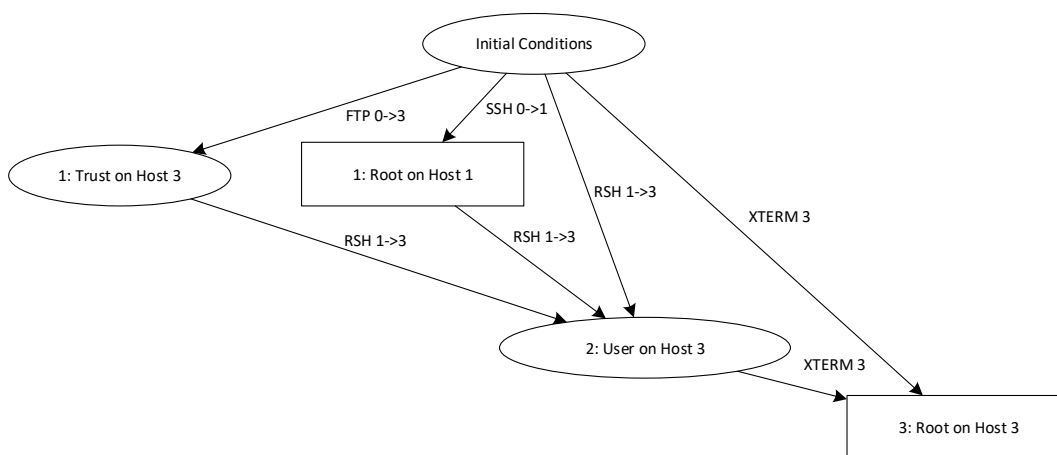 Initial Conditions
FTP 0->3
SSH 0->1
1: Trust on Host 3
1: Root on Host 1
RSH 1->3
XTERM 3
RSH 1->3
RSH 1->3
2: User on Host 3
XTERM 3
3: Root on Host 3